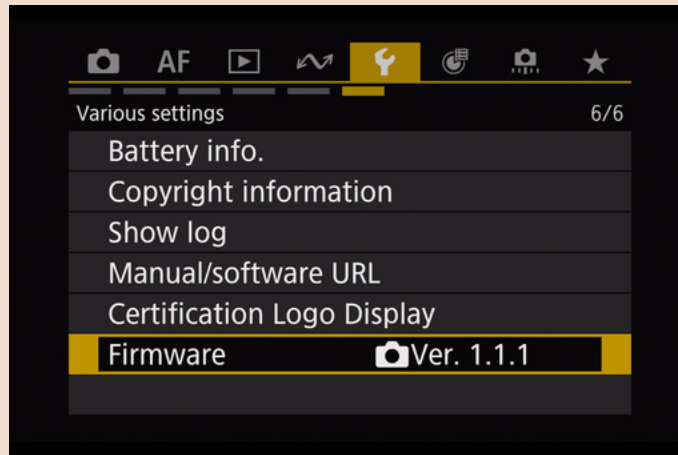 AF
Various settings 6/6
Battery info.
Copyright information
Show log
Manual/software URL
Certification Logo Display
Firmware Ver. 1.1.1